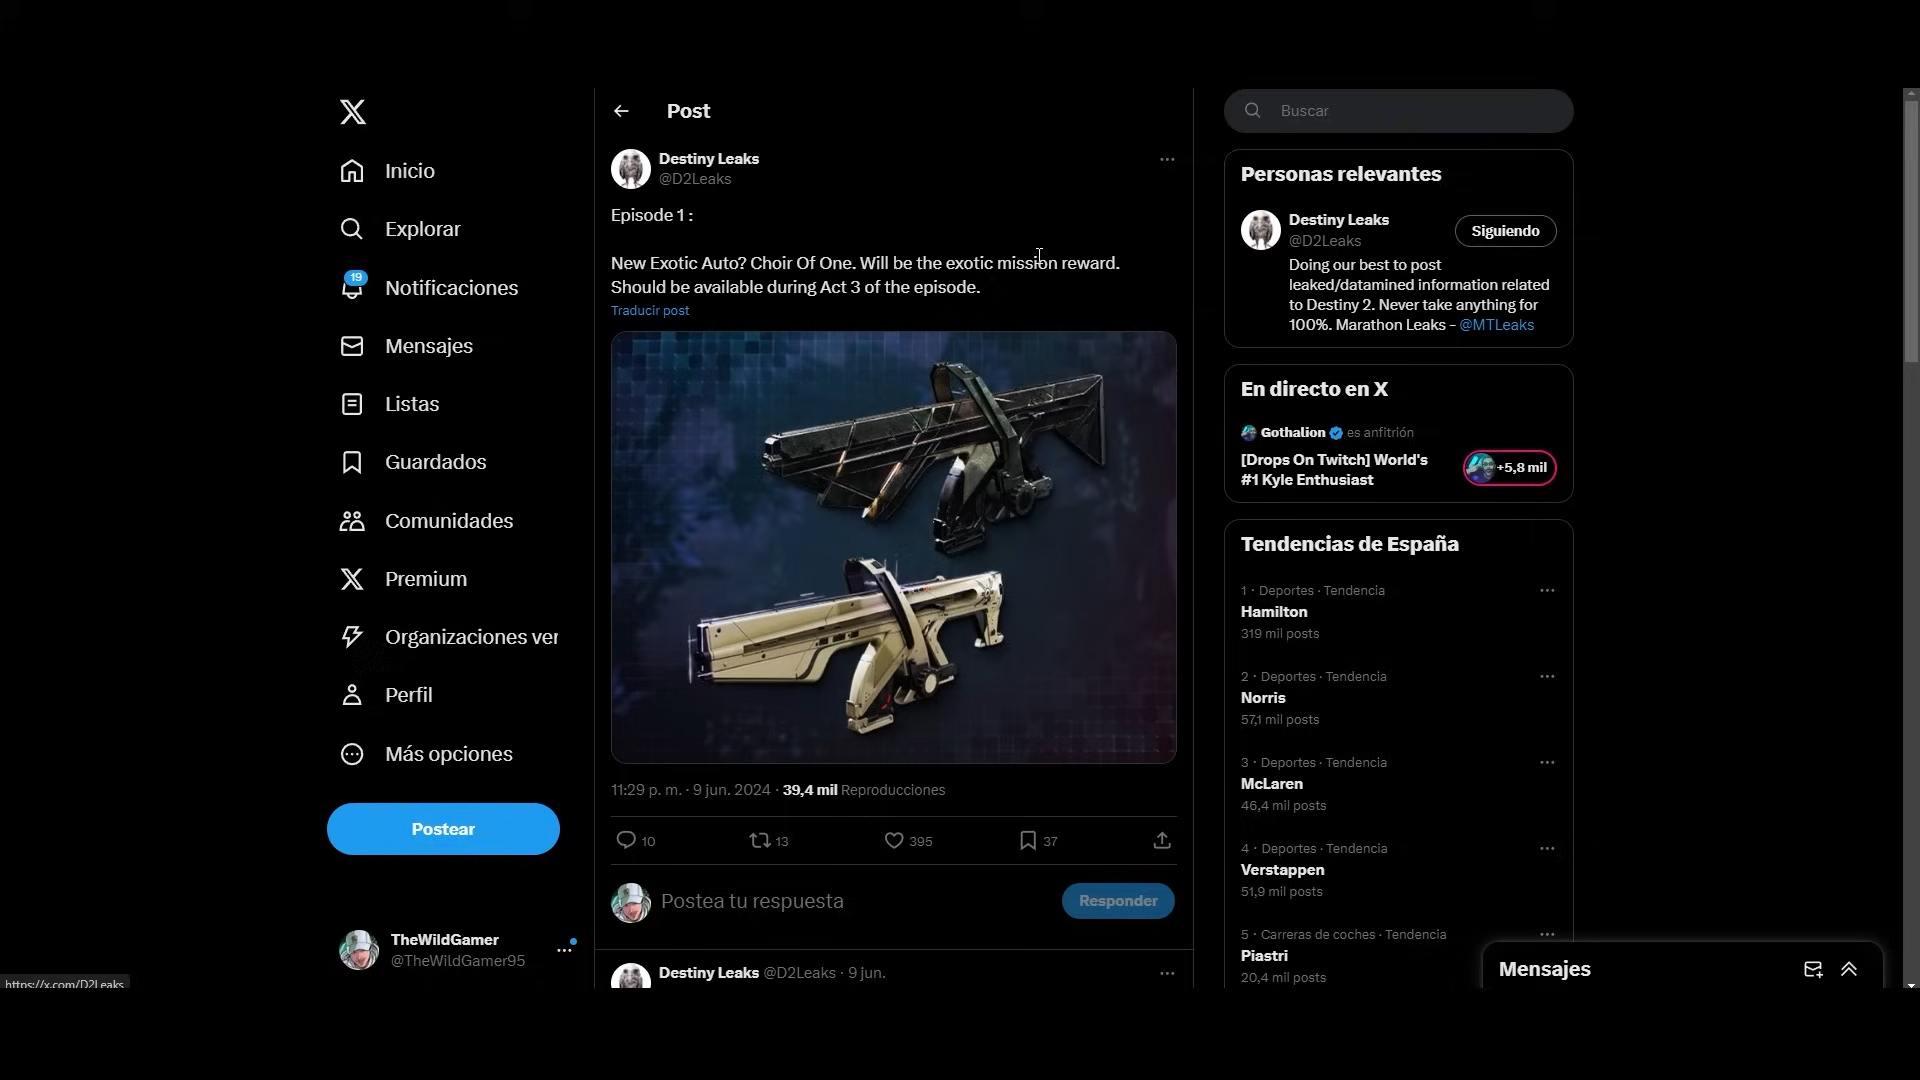 Inicio
Explorar
19
Notificaciones
Mensajes
Listas
Guardados
Comunidades
Premium
Organizaciones ver
Perfil
Más opciones
Postear
TheWildGamer
@TheWildGamer95
https://x.com/D2Leaks
Post
Destiny Leaks
@D2Leaks
Episode 1 :
New Exotic Auto? Choir Of One. Will be the exotic mission reward.
Should be available during Act 3 of the episode.
Traducir post
11:29 p. m. · 9 jun. 2024 · 39,4 mil Reproducciones
10 13 395 37
Postea tu respuesta
Responder
Destiny Leaks @D2Leaks · 9 jun.
Buscar
Personas relevantes
Destiny Leaks
@D2Leaks
Siguiendo
Doing our best to post
leaked/datamined information related
to Destiny 2. Never take anything for
100%. Marathon Leaks - @MTLeaks
En directo en X
Gothalion es anfitrión
[Drops On Twitch] World's
#1 Kyle Enthusiast
+5,8 mil
Tendencias de España
1 · Deportes · Tendencia
Hamilton
319 mil posts
2 · Deportes · Tendencia
Norris
57,1 mil posts
3 · Deportes · Tendencia
McLaren
46,4 mil posts
4 · Deportes · Tendencia
Verstappen
51,9 mil posts
5 · Carreras de coches · Tendencia
Piastri
20,4 mil posts
Mensajes